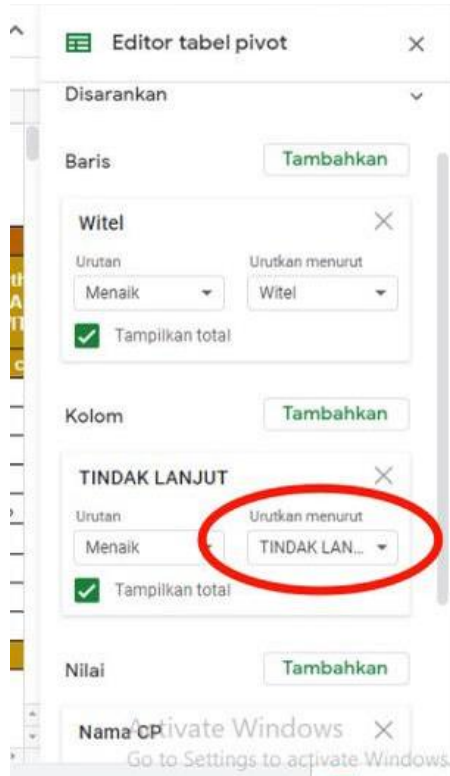 Editor tabel pivot
Disarankan
Baris Tambahkan
Witel
Urutan Urutkan menurut
Menaik Witel
Tampilkan total
Kolom Tambahkan
TINDAK LANJUT
Urutan Urutkan menurut
Menaik TINDAK LAN...
Tampilkan total
Nilai Tambahkan
Nama CP
Activate Windows
Go to Settings to activate Windows